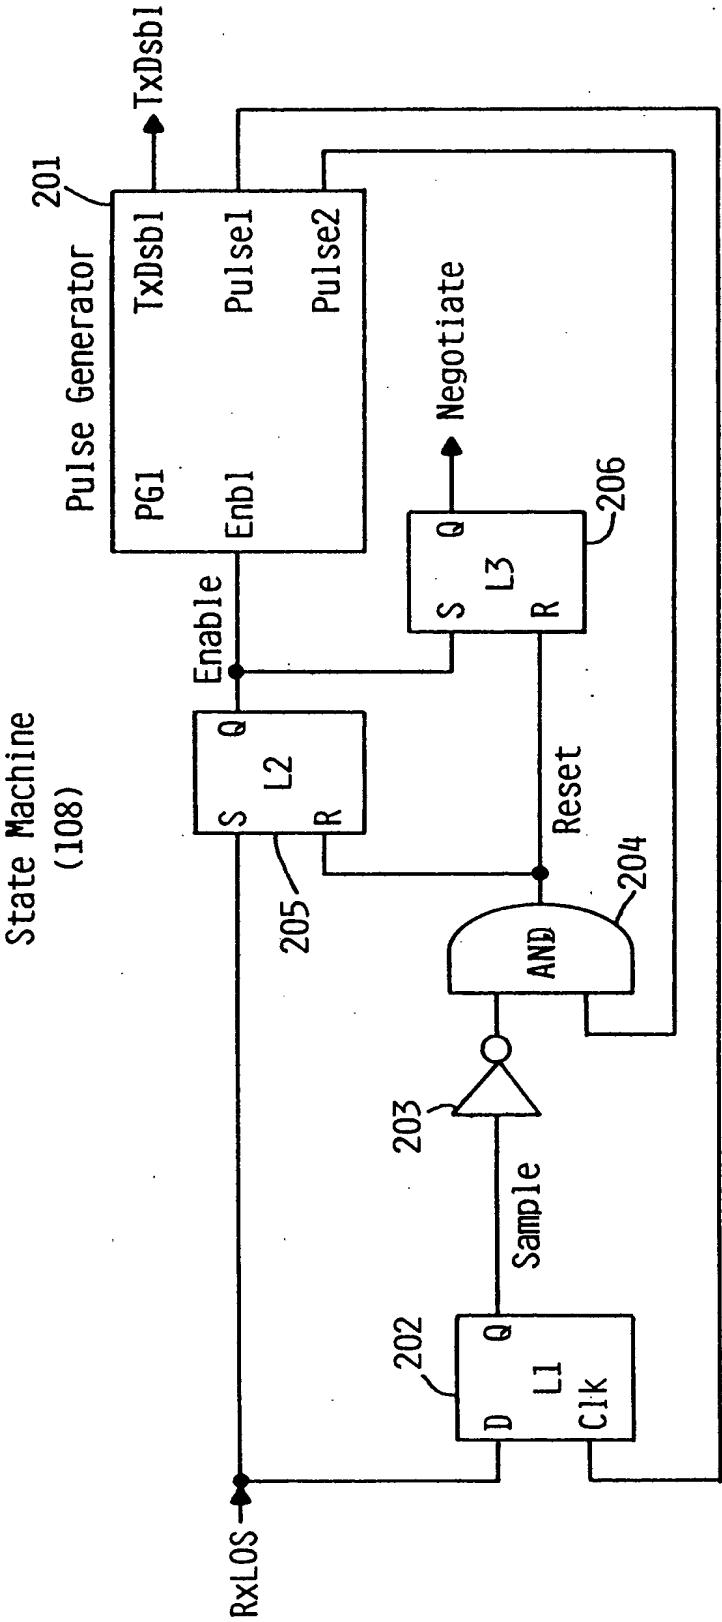 State Machine
(108)
Pulse Generator
201
PG1
TxDsbl
TxDsbl
Enbl
Pulse1
Pulse2
Enable
S
Q
L2
R
205
S
Q
L3
R
206
Negotiate
Reset
AND
204
203
Sample
202
D
Q
L1
Clk
RxLOS